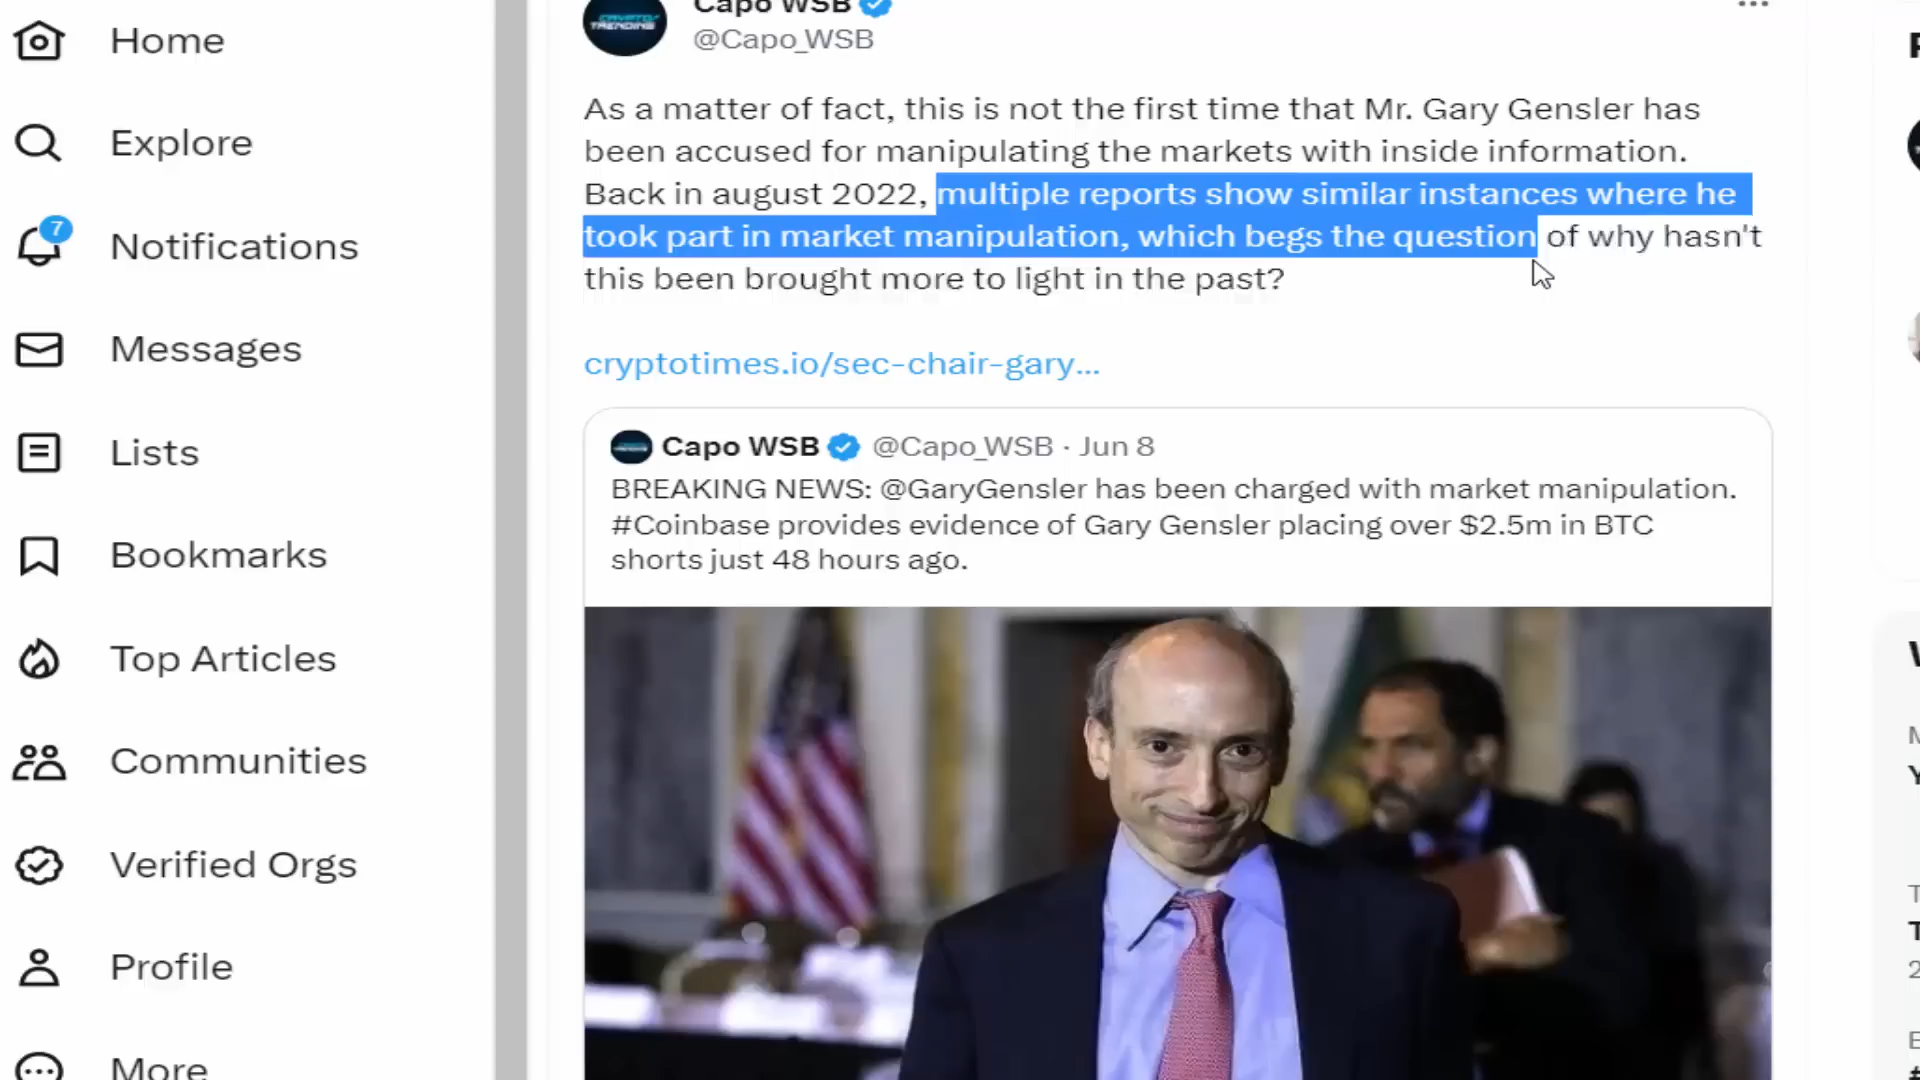 Home
Explore
7
Notifications
Messages
Lists
Bookmarks
Top Articles
Communities
Verified Orgs
Profile
More
CRYPTO
TRENDING
Capo WSB
@Capo_WSB
As a matter of fact, this is not the first time that Mr. Gary Gensler has
been accused for manipulating the markets with inside information.
Back in august 2022, multiple reports show similar instances where he
took part in market manipulation, which begs the question of why hasn't
this been brought more to light in the past?
cryptotimes.io/sec-chair-gary...
Capo WSB @Capo_WSB · Jun 8
BREAKING NEWS: @GaryGensler has been charged with market manipulation.
#Coinbase provides evidence of Gary Gensler placing over $2.5m in BTC
shorts just 48 hours ago.